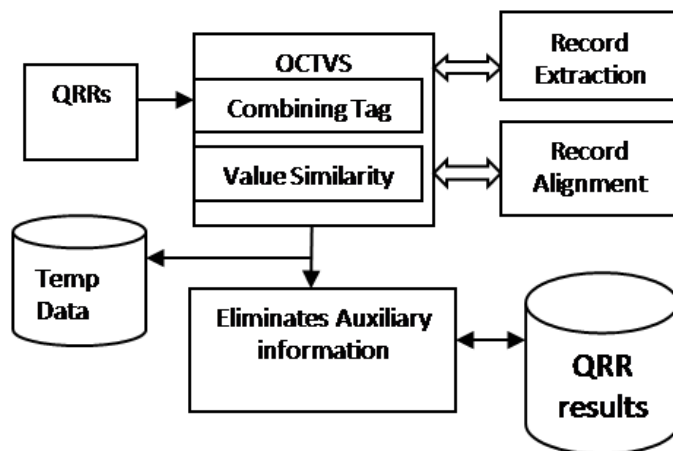 QRRs
OCTVS
Combining Tag
Value Similarity
Record
Extraction
Record
Alignment
Temp
Data
Eliminates Auxiliary
information
QRR
results